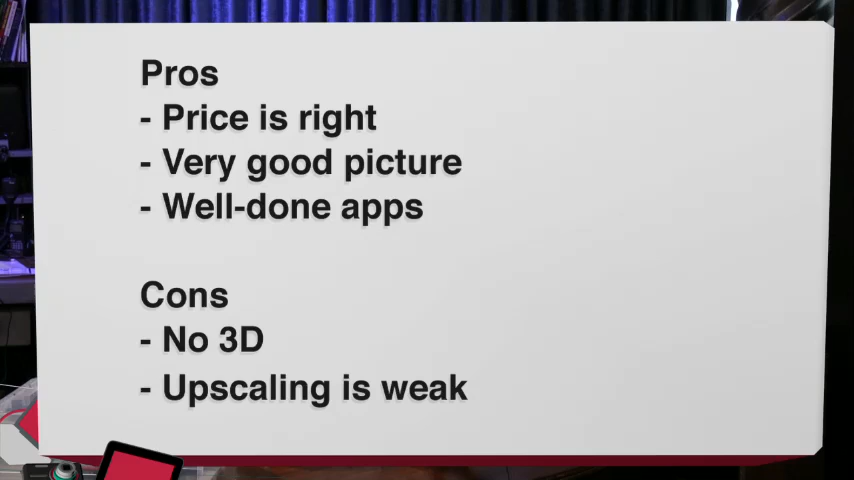 Pros
- Price is right
- Very good picture
- Well-done apps
Cons
- No 3D
- Upscaling is weak